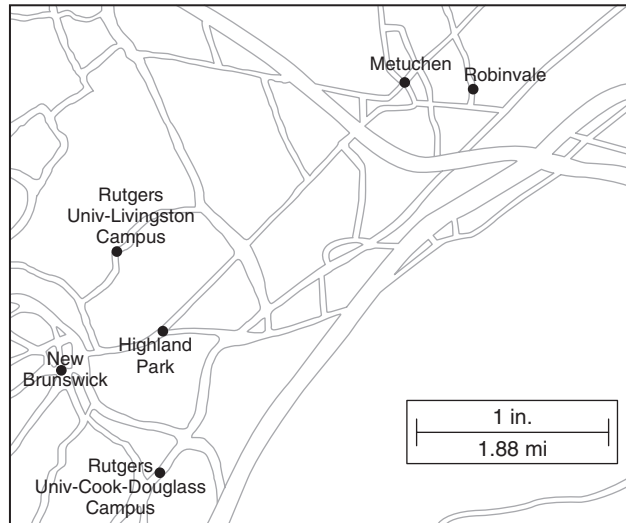 Metuchen
Robinvale
Rutgers
Univ-Livingston
Campus
Highland
Park
New
Brunswick
1 in.
1.88 mi
Rutgers
Univ-Cook-Douglass
Campus